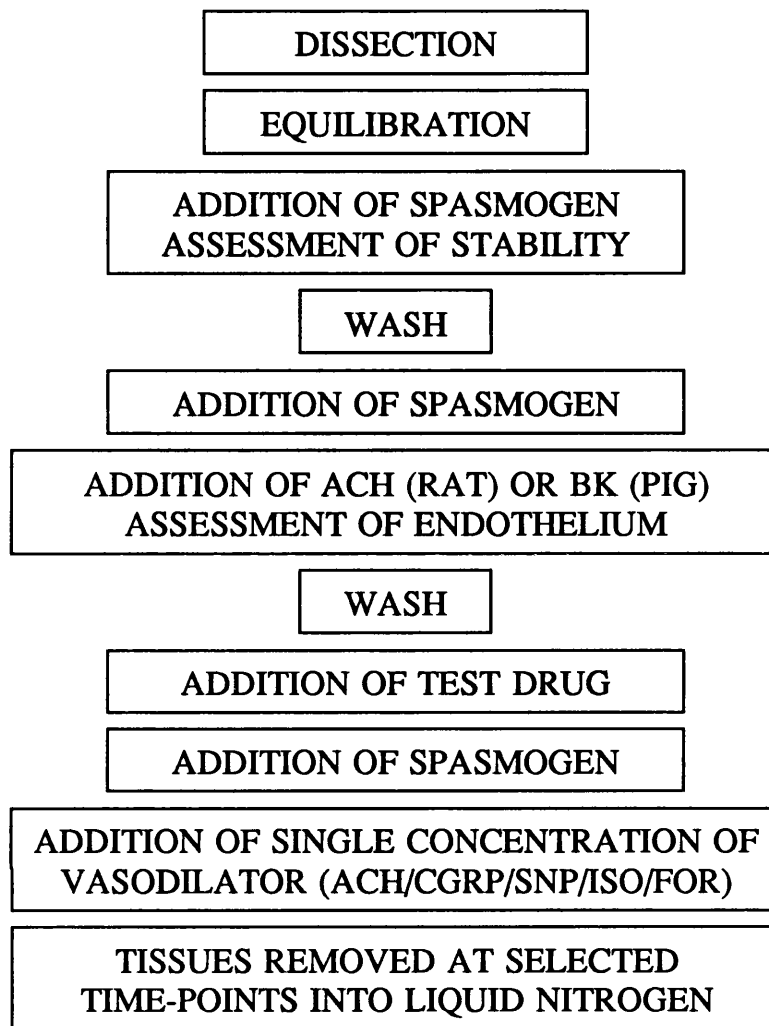 DISSECTION
EQUILIBRATION
ADDITION OF SPASMOGEN
ASSESSMENT OF STABILITY
WASH
ADDITION OF SPASMOGEN
ADDITION OF ACH (RAT) OR BK (PIG)
ASSESSMENT OF ENDOTHELIUM
WASH
ADDITION OF TEST DRUG
ADDITION OF SPASMOGEN
ADDITION OF SINGLE CONCENTRATION OF
VASODILATOR (ACH/CGRP/SNP/ISO/FOR)
TISSUES REMOVED AT SELECTED
TIME-POINTS INTO LIQUID NITROGEN